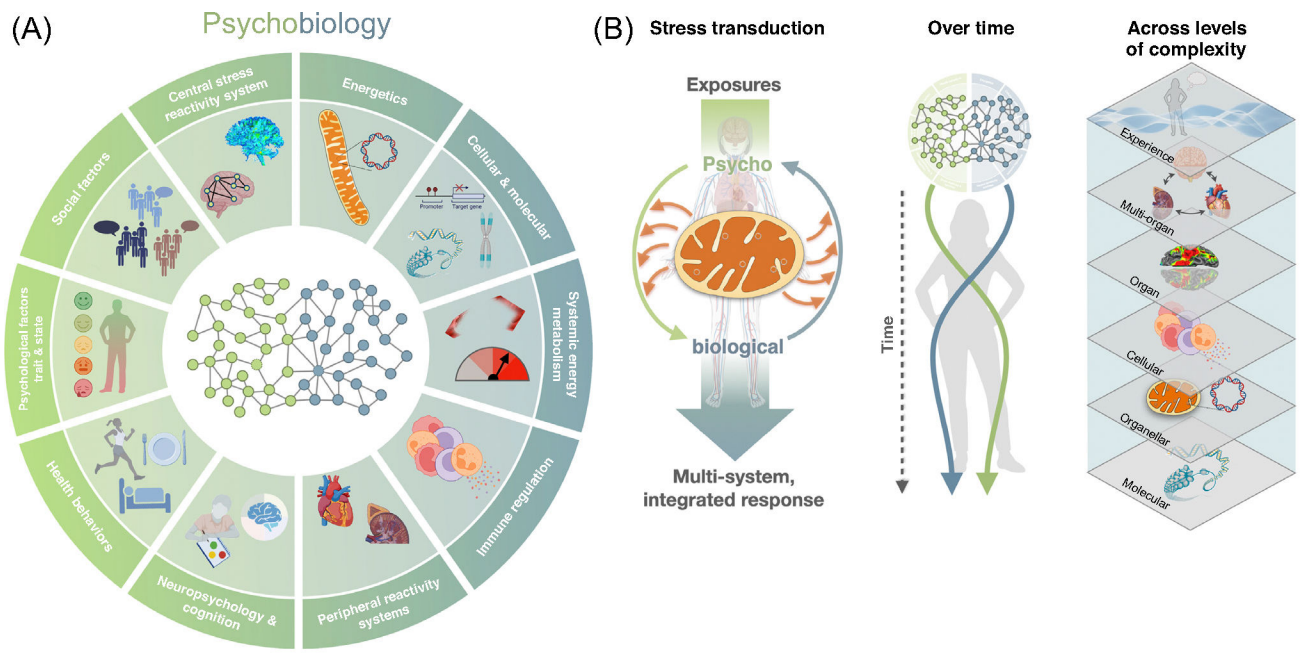 (A)
Psychobiology
Central stress
reactivity system
Energetics
Cellular & molecular
Promoter
Target gene
Systemic energy
metabolism
Immune regulation
Peripheral reactivity
systems
Neuropsychology &
cognition
Health behaviors
Psychological factors
trait & state
Social factors
(B)
Stress transduction
Exposures
Psycho
biological
Multi-system,
integrated response
Over time
Time
Across levels
of complexity
Experience
Multi-organ
Organ
Cellular
Organellar
Molecular